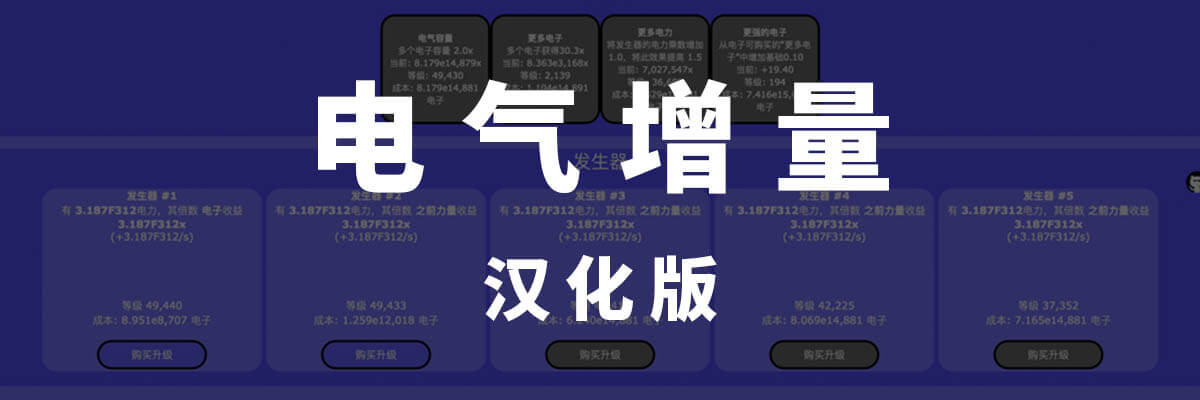 电气容量
多个电子容量 2.0x
当前: 8.179e14,879x
等级: 49,430
成本: 8.179e14,881
电子
更多电子
多个电子获得30.3x
当前: 8.363e3,168x
等级: 2,139
成本: 1.104e14,891
更多电力
将发生器的电力乘数增加
1.0，将此效果提高 1.5
当前: 7,027,547x
更强的电子
从电子可购买的"更多电
子"中增加基础0.10
当前: +19.40
等级: 194
电子
电气增量
汉化版
发生器
发生器 #1
有 3.187F312电力，其倍数 电子收益
3.187F312x
(+3.187F312/s)
等级 49,440
成本: 8.951e8,707 电子
购买升级
发生器 #2
有 3.187F312电力，其倍数 之前力量收益
3.187F312x
(+3.187F312/s)
等级 49,433
成本: 1.259e12,018 电子
购买升级
发生器 #3
有 3.187F312电力，其倍数 之前力量收益
3.187F312x
(+3.187F312/s)
购买升级
发生器 #4
有 3.187F312电力，其倍数 之前力量收益
3.187F312x
(+3.187F312/s)
等级 42,225
成本: 8.069e14,881 电子
购买升级
发生器 #5
有 3.187F312电力，其倍数 之前力量收益
3.187F312x
(+3.187F312/s)
等级 37,352
成本: 7.165e14,881 电子
购买升级